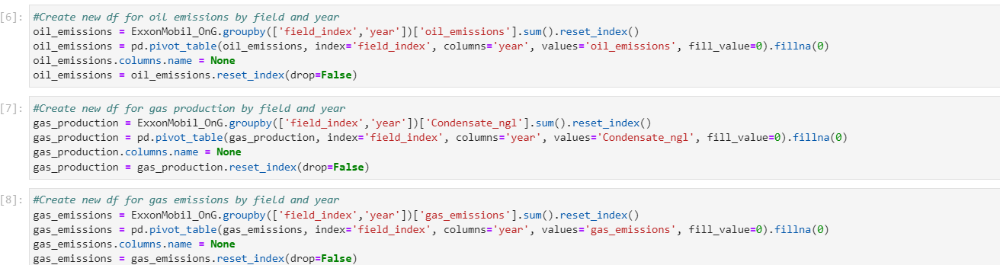 [6]: #Create new df for oil emissions by field and year
oil_emissions = ExxonMobil_OnG.groupby(['field_index','year'])['oil_emissions'].sum().reset_index()
oil_emissions = pd.pivot_table(oil_emissions, index='field_index', columns='year', values='oil_emissions', fill_value=0).fillna(0)
oil_emissions.columns.name = None
oil_emissions = oil_emissions.reset_index(drop=False)
[7]: #Create new df for gas production by field and year
gas_production = ExxonMobil_OnG.groupby(['field_index','year'])['Condensate_ngl'].sum().reset_index()
gas_production = pd.pivot_table(gas_production, index='field_index', columns='year', values='Condensate_ngl', fill_value=0).fillna(0)
gas_production.columns.name = None
gas_production = gas_production.reset_index(drop=False)
[8]: #Create new df for gas emissions by field and year
gas_emissions = ExxonMobil_OnG.groupby(['field_index','year'])['gas_emissions'].sum().reset_index()
gas_emissions = pd.pivot_table(gas_emissions, index='field_index', columns='year', values='gas_emissions', fill_value=0).fillna(0)
gas_emissions.columns.name = None
gas_emissions = gas_emissions.reset_index(drop=False)